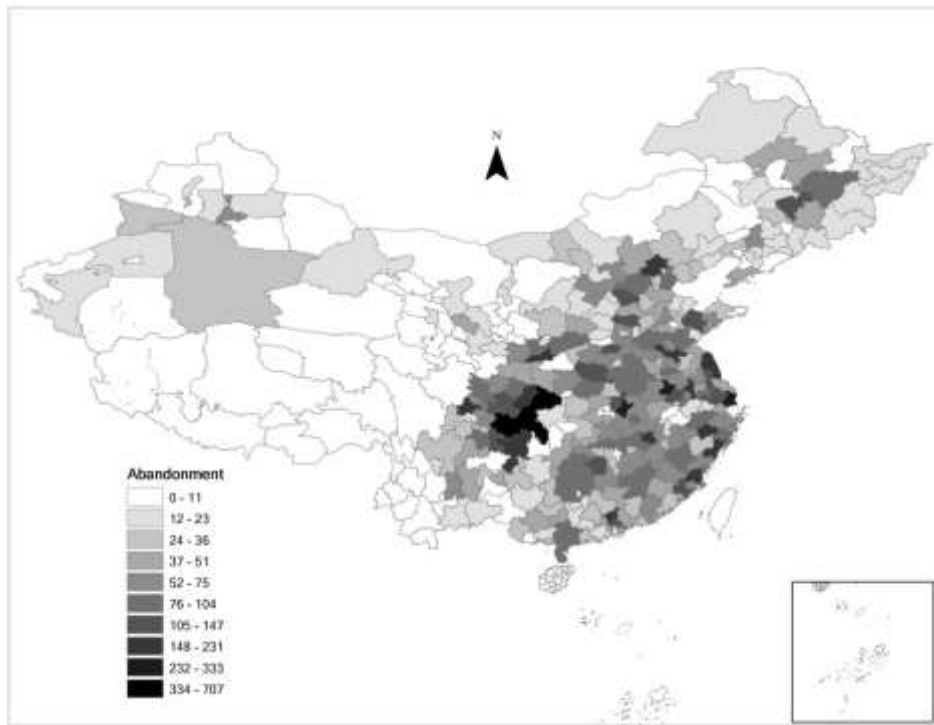 N
Abandonment
0 - 11
12 - 23
24 - 36
37 - 51
52 - 75
76 - 104
105 - 147
148 - 231
232 - 333
334 - 707